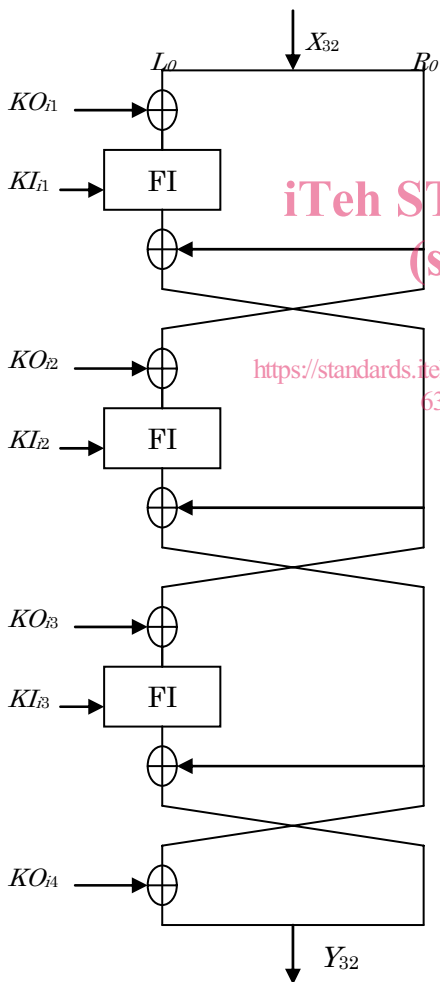 X32
L0 R0
KOi1
KIi1 FI
iTeh ST
(s
KOi2
https://standards.ite
63
KIi2 FI
KOi3
KIi3 FI
KOi4
Y32